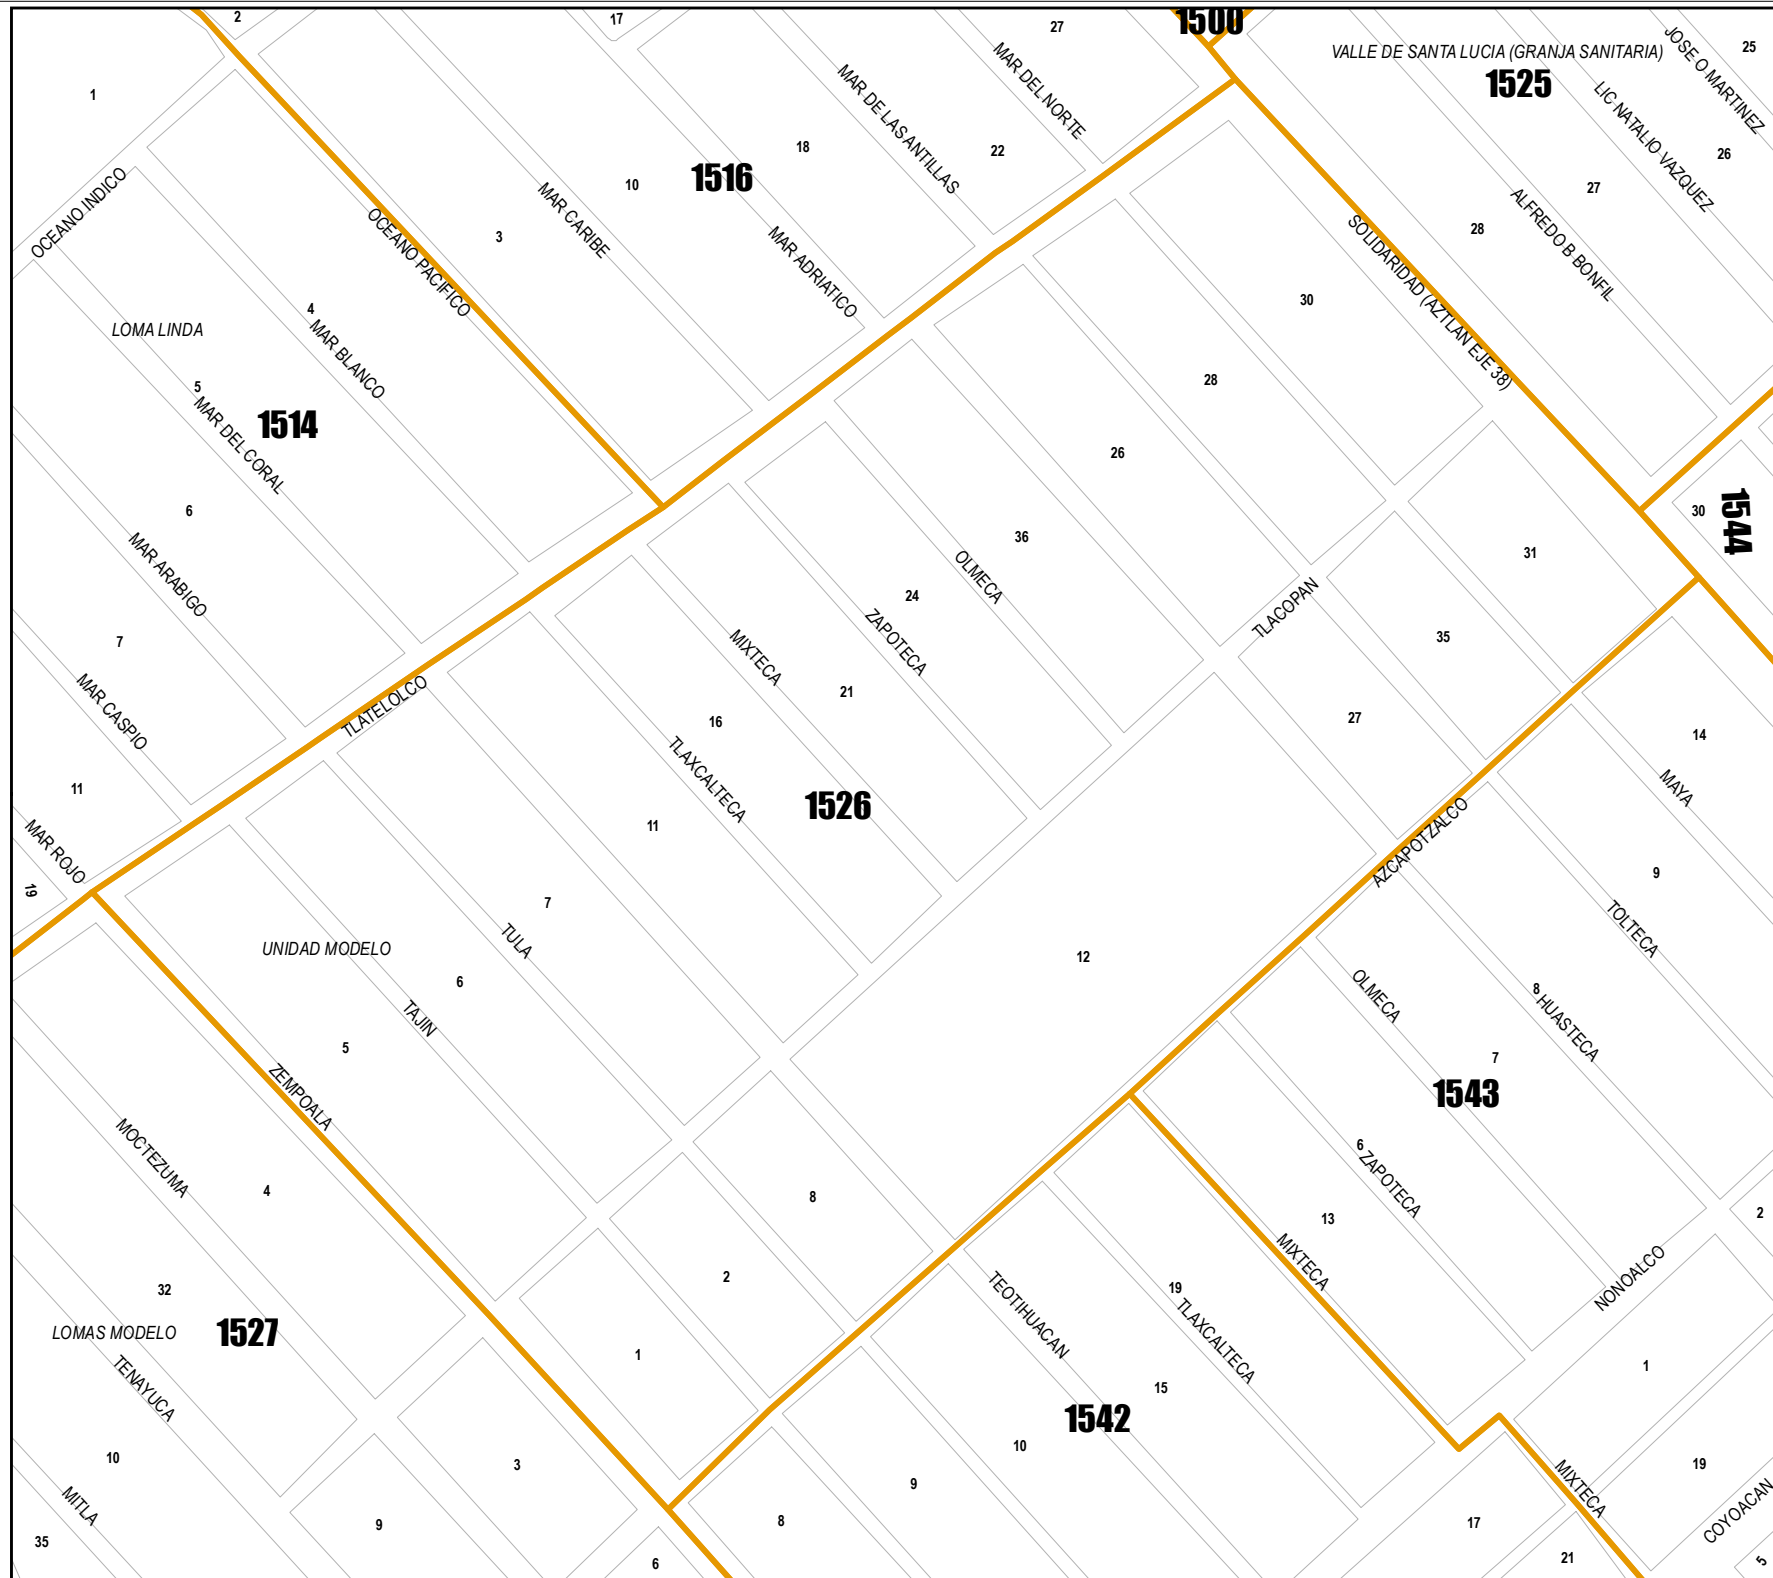 2
17
27
1500
VALLE DE SANTA LUCIA (GRANJA SANITARIA)
JOSE O MARTINEZ
25
1
MAR DE LAS ANTILLAS
MAR DEL NORTE
1525
LIC NATALIO VAZQUEZ
18
22
26
OCEANO INDICO
10
1516
27
MAR CARIBE
OCEANO PACIFICO
3
MAR ADRIATICO
28
ALFREDO B BONFIL
SOLIDARIDAD (AZTLAN EJE 38)
4
LOMA LINDA
MAR BLANCO
30
5
28
MAR DEL CORAL
1514
26
6
36
30
1544
MAR ARABIGO
OLMECA
31
24
TLACOPAN
7
ZAPOTECA
MIXTECA
35
MAR CASPIO
TLATELOLCO
21
16
27
14
TLAXCALTECA
11
1526
MAYA
MAR ROJO
11
AZCAPOTZALCO
19
7
9
UNIDAD MODELO
TULA
TOLTECA
12
6
TAJIN
OLMECA
8
HUASTECA
5
7
ZEMPOALA
1543
MOCTEZUMA
6
ZAPOTECA
4
8
13
2
MIXTECA
32
2
19
NONOALCO
LOMAS MODELO
1527
TEOTIHUACAN
TLAXCALTECA
1
1
TENAYUCA
15
1542
10
10
3
9
19
MITLA
MIXTECA
COYOACAN
9
8
17
35
6
21
5